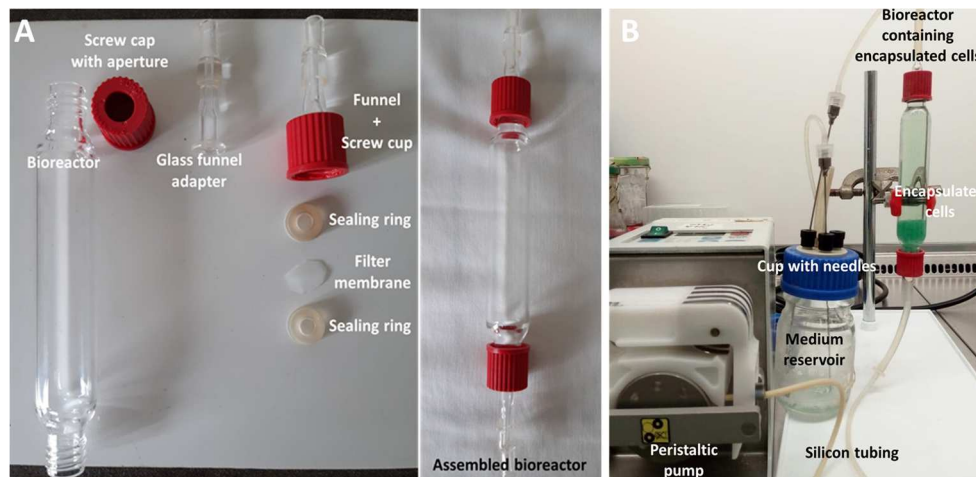 A
Screw cap
with aperture
Bioreactor
Glass funnel
adapter
Funnel
+
Screw cup
Sealing ring
Filter
membrane
Sealing ring
Assembled bioreactor
B
Bioreactor
containing
encapsulated cells
Encapsulate
cells
Cup with needles
Medium
reservoir
Peristaltic
pump
Silicon tubing